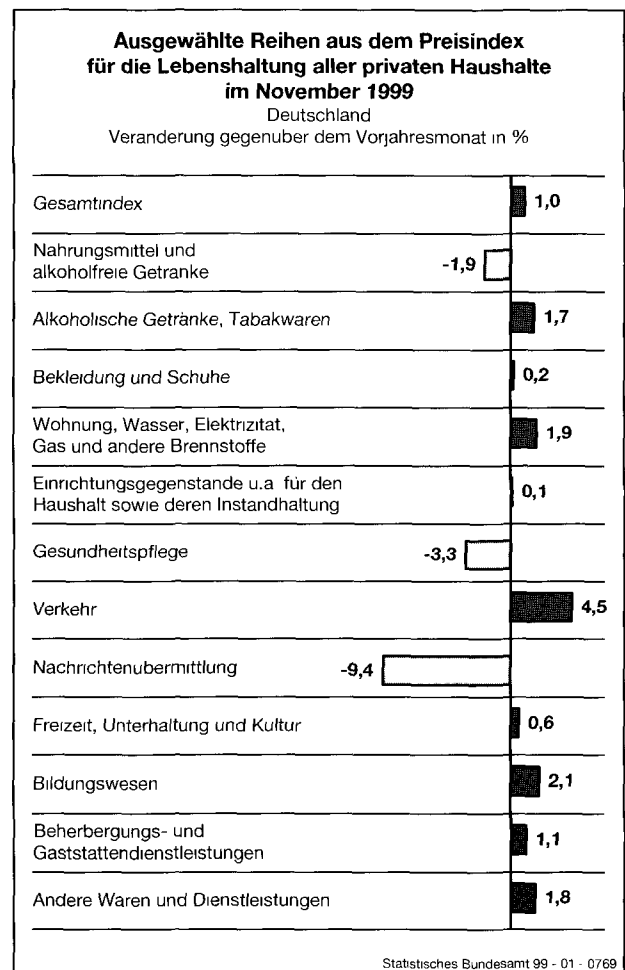 Ausgewählte Reihen aus dem Preisindex
für die Lebenshaltung aller privaten Haushalte
im November 1999
Deutschland
Veranderung gegenuber dem Vorjahresmonat in %
Gesamtindex 1,0
Nahrungsmittel und
alkoholfreie Getranke -1,9
Alkoholische Getränke, Tabakwaren 1,7
Bekleidung und Schuhe 0,2
Wohnung, Wasser, Elektrizitat,
Gas und andere Brennstoffe 1,9
Einrichtungsgegenstande u.a für den
Haushalt sowie deren Instandhaltung 0,1
Gesundheitspflege -3,3
Verkehr 4,5
Nachrichtenubermittlung -9,4
Freizeit, Unterhaltung und Kultur 0,6
Bildungswesen 2,1
Beherbergungs- und
Gaststattendienstleistungen 1,1
Andere Waren und Dienstleistungen 1,8
Statistisches Bundesamt 99 - 01 - 0769